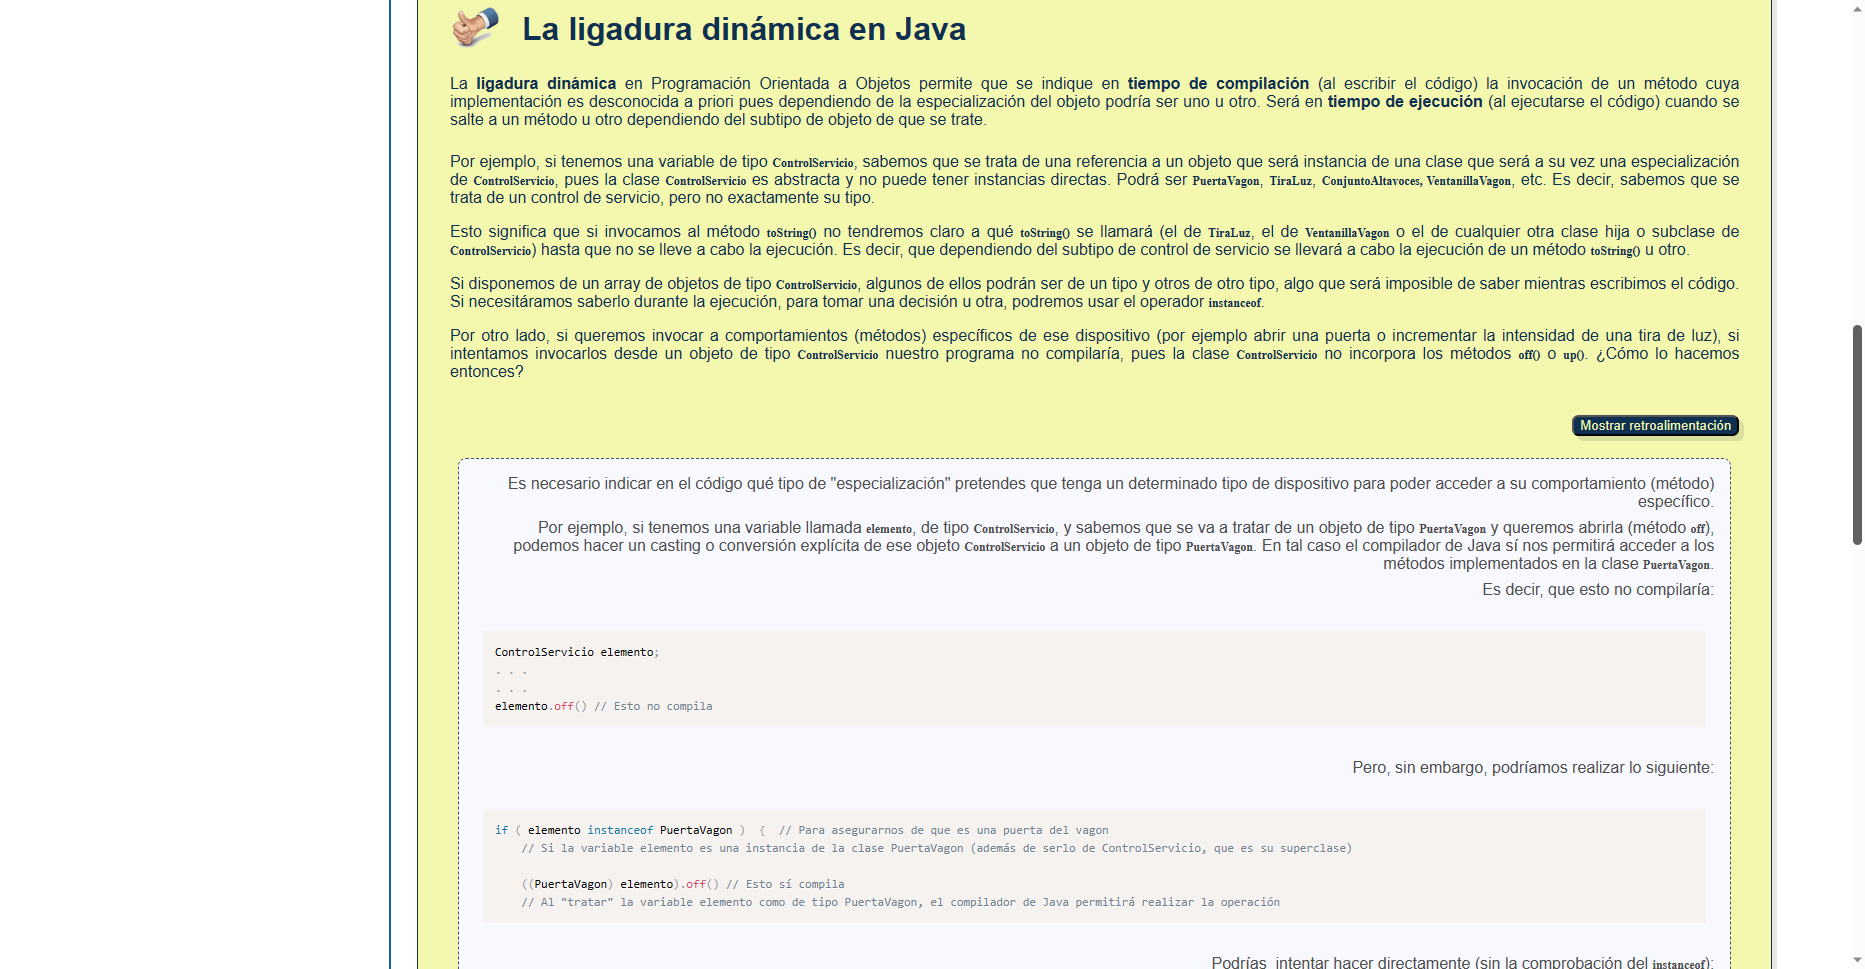 La ligadura dinámica en Java
La ligadura dinámica en Programación Orientada a Objetos permite que se indique en tiempo de compilación (al escribir el código) la invocación de un método cuya
implementación es desconocida a priori pues dependiendo de la especialización del objeto podría ser uno u otro. Será en tiempo de ejecución (al ejecutarse el código) cuando se
salte a un método u otro dependiendo del subtipo de objeto de que se trate.
Por ejemplo, si tenemos una variable de tipo ControlServicio, sabemos que se trata de una referencia a un objeto que será instancia de una clase que será a su vez una especialización
de ControlServicio, pues la clase ControlServicio es abstracta y no puede tener instancias directas. Podrá ser PuertaVagon, TiraLuz, ConjuntoAltavoces, VentanillaVagon, etc. Es decir, sabemos que se
trata de un control de servicio, pero no exactamente su tipo.
Esto significa que si invocamos al método toString() no tendremos claro a qué toString() se llamará (el de TiraLuz, el de VentanillaVagon o el de cualquier otra clase hija o subclase de
ControlServicio) hasta que no se lleve a cabo la ejecución. Es decir, que dependiendo del subtipo de control de servicio se llevará a cabo la ejecución de un método toString() u otro.
Si disponemos de un array de objetos de tipo ControlServicio, algunos de ellos podrán ser de un tipo y otros de otro tipo, algo que será imposible de saber mientras escribimos el código.
Si necesitáramos saberlo durante la ejecución, para tomar una decisión u otra, podremos usar el operador instanceof.
Por otro lado, si queremos invocar a comportamientos (métodos) específicos de ese dispositivo (por ejemplo abrir una puerta o incrementar la intensidad de una tira de luz), si
intentamos invocarlos desde un objeto de tipo ControlServicio nuestro programa no compilaría, pues la clase ControlServicio no incorpora los métodos off() o up(). ¿Cómo lo hacemos
entonces?
Mostrar retroalimentación
Es necesario indicar en el código qué tipo de "especialización" pretendes que tenga un determinado tipo de dispositivo para poder acceder a su comportamiento (método)
específico.
Por ejemplo, si tenemos una variable llamada elemento, de tipo ControlServicio, y sabemos que se va a tratar de un objeto de tipo PuertaVagon y queremos abrirla (método off),
podemos hacer un casting o conversión explícita de ese objeto ControlServicio a un objeto de tipo PuertaVagon. En tal caso el compilador de Java sí nos permitirá acceder a los
métodos implementados en la clase PuertaVagon.
Es decir, que esto no compilaría:
ControlServicio elemento;
. . .
. . .
elemento.off() // Esto no compila
Pero, sin embargo, podríamos realizar lo siguiente:
if ( elemento instanceof PuertaVagon )  {  // Para asegurarnos de que es una puerta del vagon
// Si la variable elemento es una instancia de la clase PuertaVagon (además de serlo de ControlServicio, que es su superclase)
((PuertaVagon) elemento).off() // Esto sí compila
// Al "tratar" la variable elemento como de tipo PuertaVagon, el compilador de Java permitirá realizar la operación
Podrías intentar hacer directamente (sin la comprobación del instanceof):